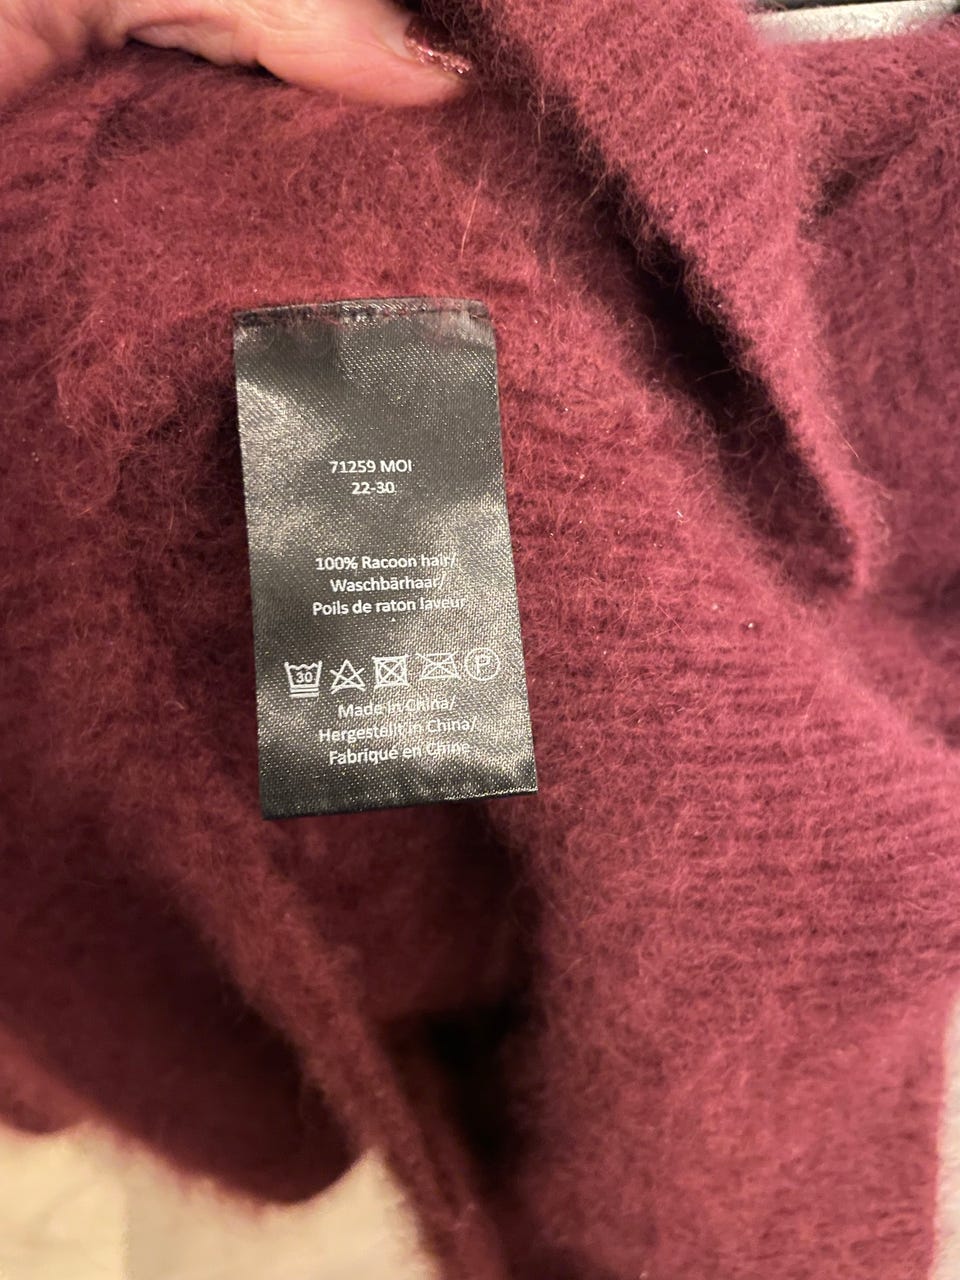 71259 MOI
22-30
100% Racoon hair/
Waschbärhaar/
Poils de raton laveur
30
P
Made in China/
Hergestellt in China/
Fabriqué en Chine